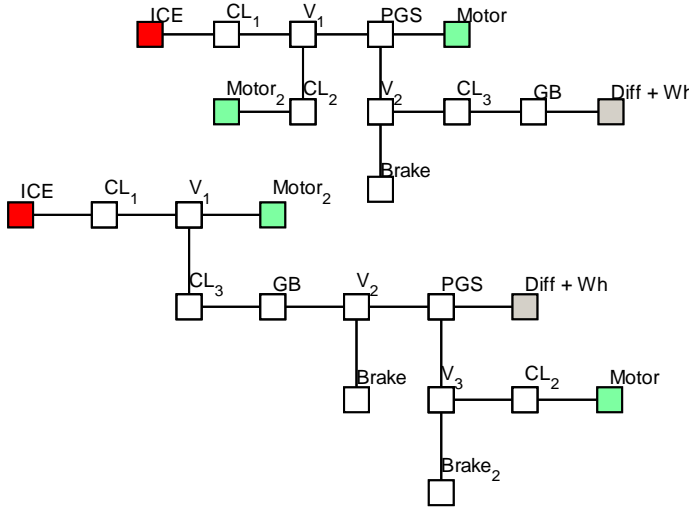 ICE CL1 V1 PGS Motor
Motor2 CL2 V2 CL3 GB Diff + Wh
Brake
ICE CL1 V1 Motor2
CL3 GB V2 PGS Diff + Wh
Brake V3 CL2 Motor
Brake2